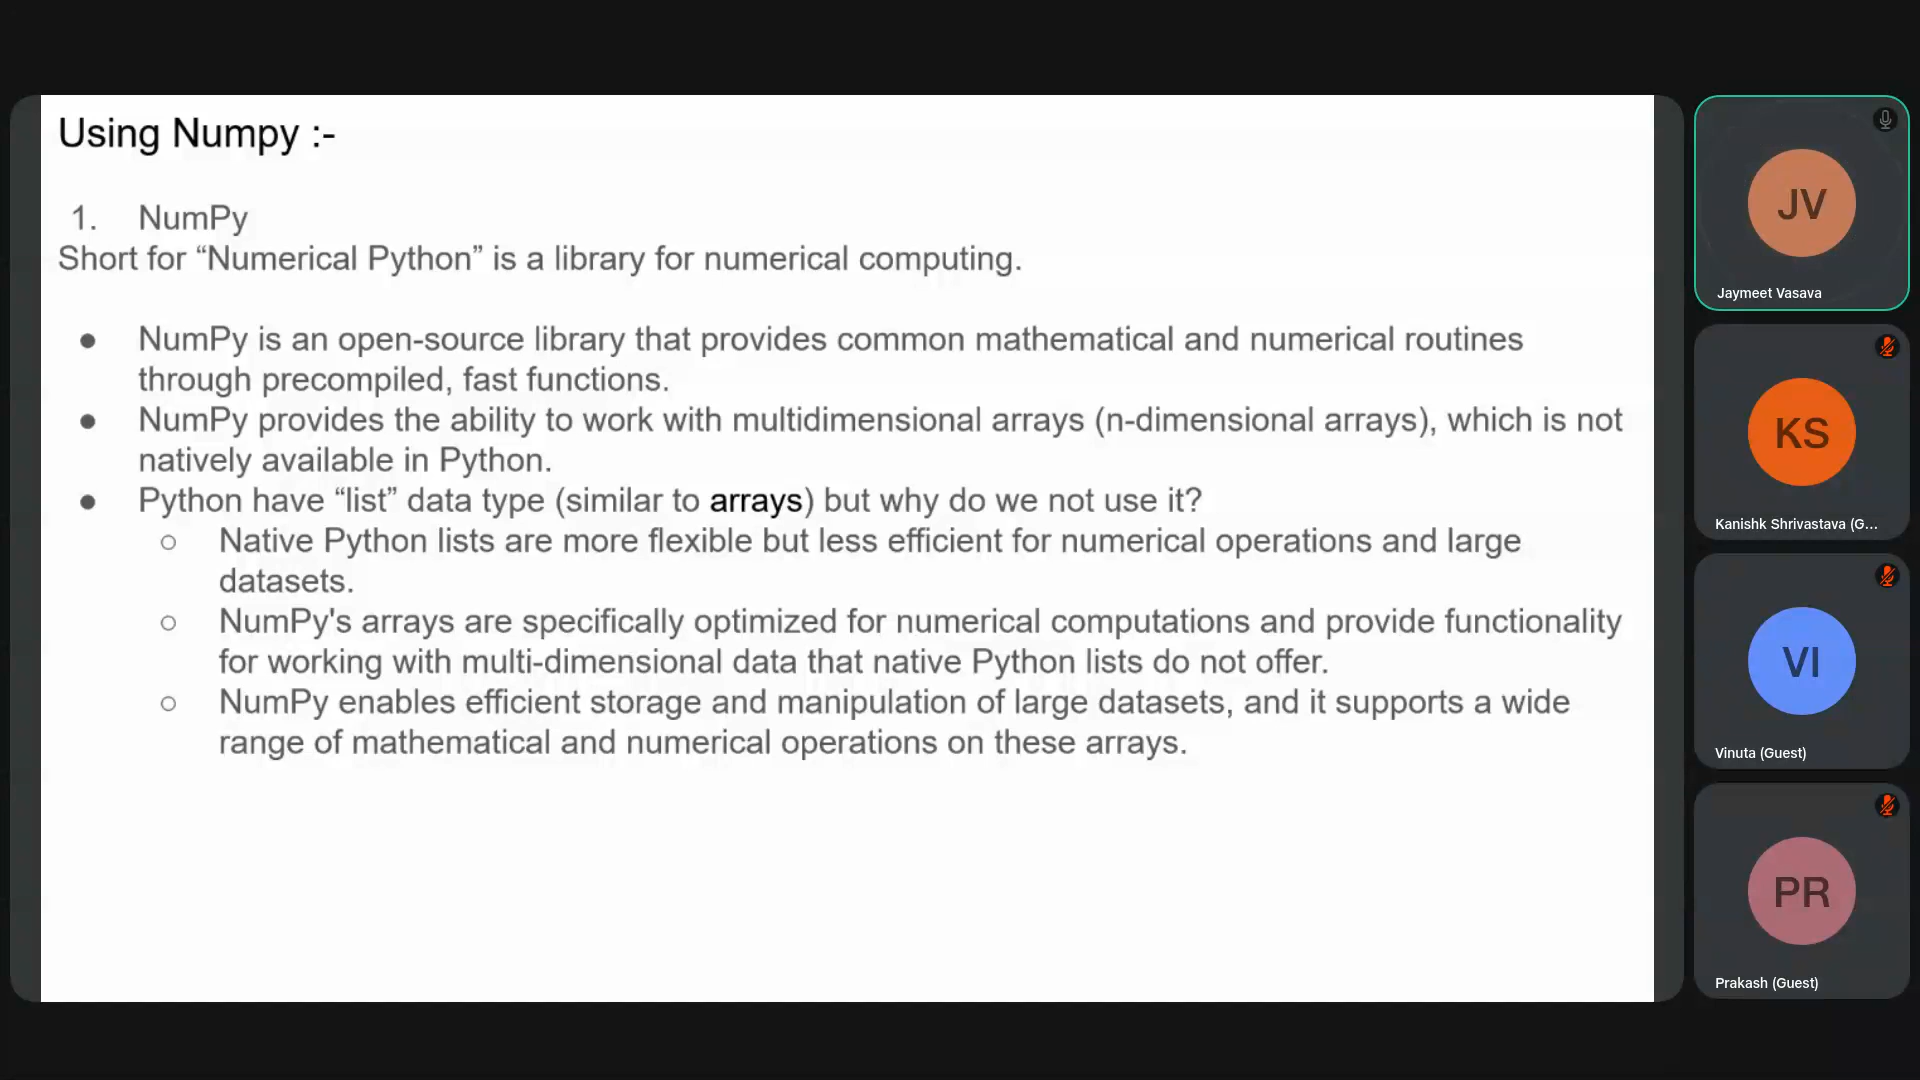 Using Numpy :-
1. NumPy
Short for “Numerical Python” is a library for numerical computing.
● NumPy is an open-source library that provides common mathematical and numerical routines
through precompiled, fast functions.
● NumPy provides the ability to work with multidimensional arrays (n-dimensional arrays), which is not
natively available in Python.
● Python have “list” data type (similar to arrays) but why do we not use it?
○ Native Python lists are more flexible but less efficient for numerical operations and large
datasets.
○ NumPy's arrays are specifically optimized for numerical computations and provide functionality
for working with multi-dimensional data that native Python lists do not offer.
○ NumPy enables efficient storage and manipulation of large datasets, and it supports a wide
range of mathematical and numerical operations on these arrays.
JV
Jaymeet Vasava
KS
Kanishk Shrivastava (G...
VI
Vinuta (Guest)
PR
Prakash (Guest)